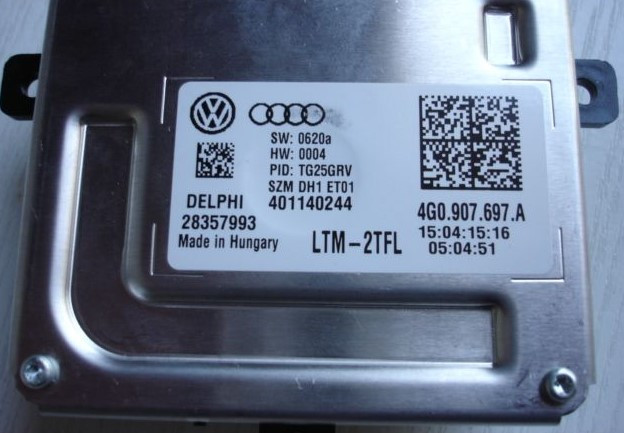 SW: 0620a
HW: 0004
PID: TG25GRV
SZM DH1 ET01
DELPHI 401140244
28357993
Made in Hungary
LTM-2TFL
4G0.907.697.A
15:04:15:16
05:04:51